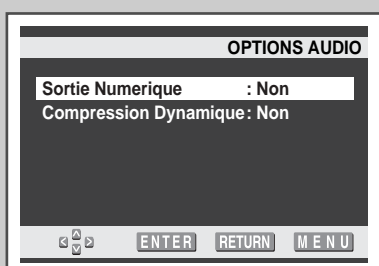 OPTIONS AUDIO
Sortie Numerique : Non
Compression Dynamique: Non
ENTER RETURN MENU